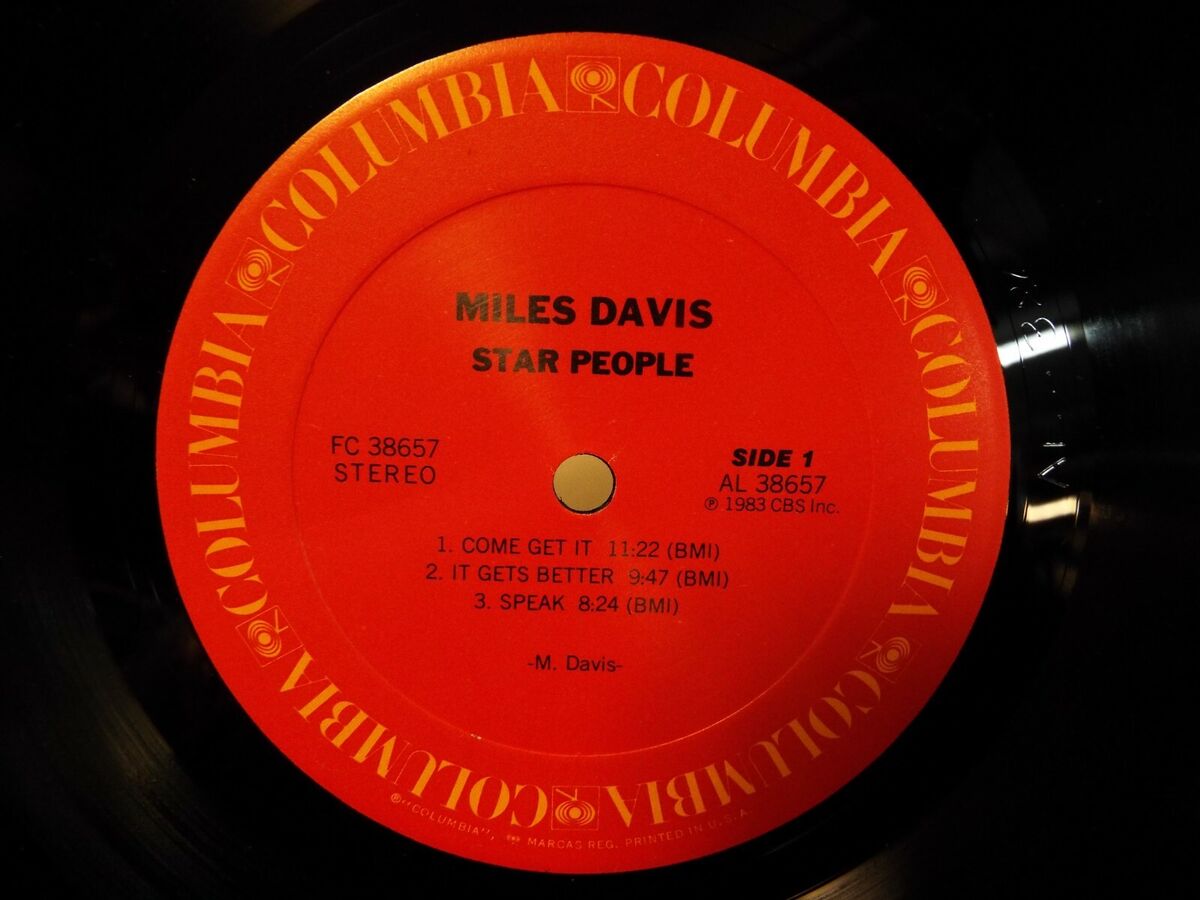 COLUMBIA COLUMBIA COLUMBIA COLUMBIA COLUMBIA COLUMBIA
MILES DAVIS
STAR PEOPLE
FC 38657
STEREO
SIDE 1
AL 38657
℗ 1983 CBS Inc.
1. COME GET IT 11:22 (BMI)
2. IT GETS BETTER 9:47 (BMI)
3. SPEAK 8:24 (BMI)
-M. Davis-
®"COLUMBIA", MARCAS REG. PRINTED IN U.S.A